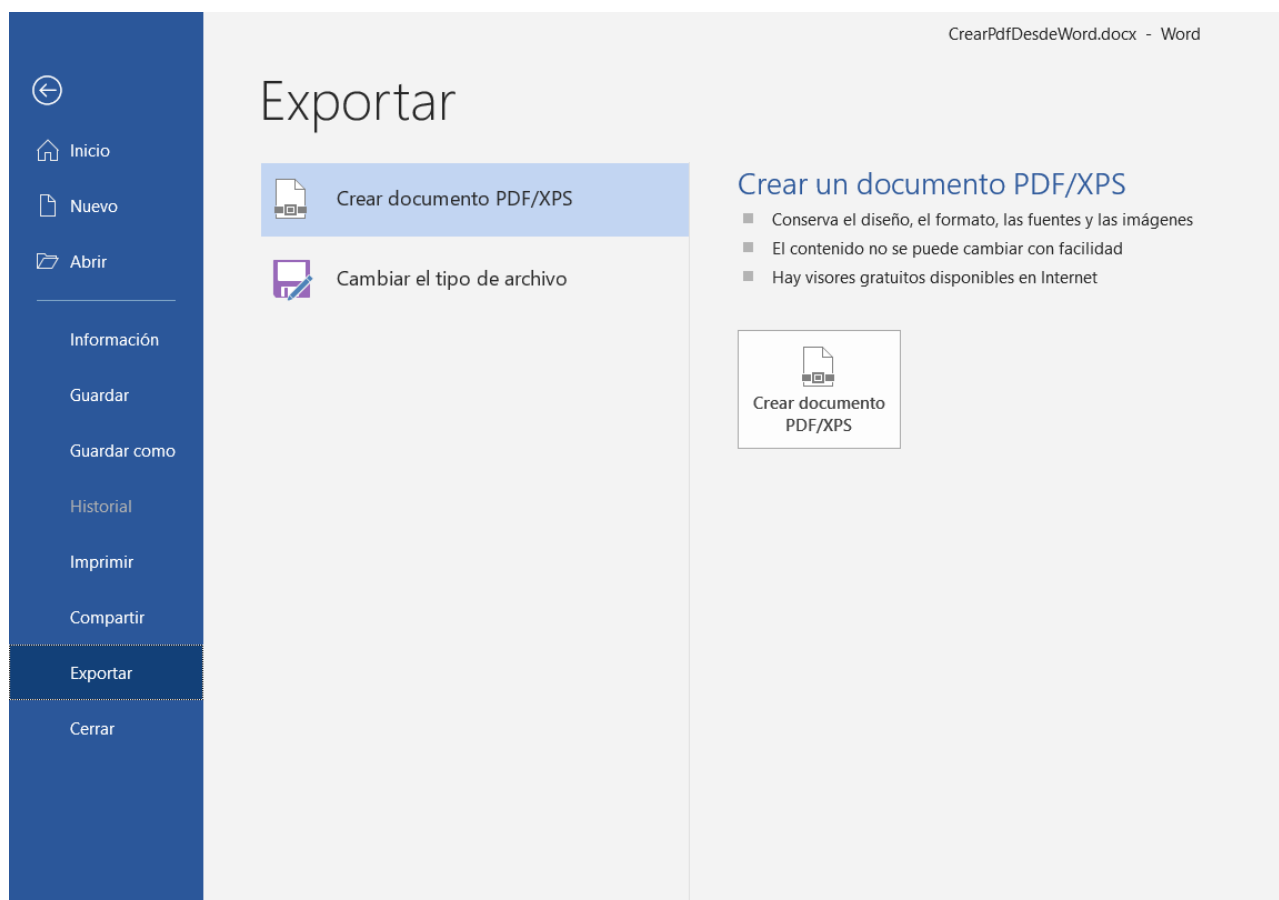 CrearPdfDesdeWord.docx - Word
Exportar
Inicio
Nuevo
Abrir
Información
Guardar
Guardar como
Historial
Imprimir
Compartir
Exportar
Cerrar
Crear documento PDF/XPS
Cambiar el tipo de archivo
Crear un documento PDF/XPS
Conserva el diseño, el formato, las fuentes y las imágenes
El contenido no se puede cambiar con facilidad
Hay visores gratuitos disponibles en Internet
Crear documento
PDF/XPS